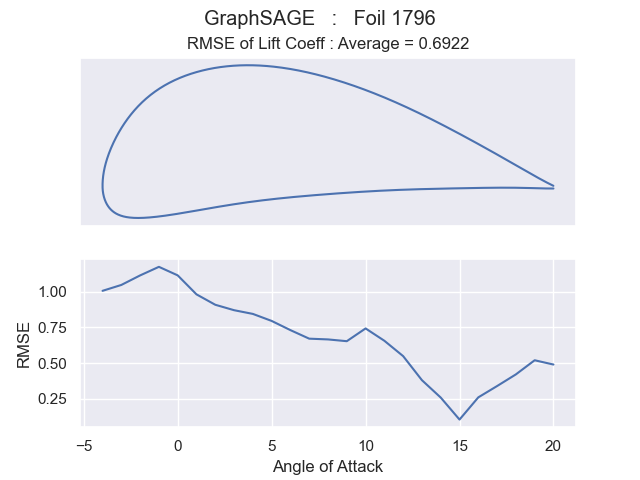 GraphSAGE   :   Foil 1796
RMSE of Lift Coeff : Average = 0.6922
1.00
0.75
0.50
0.25
RMSE
−5 0 5 10 15 20
Angle of Attack